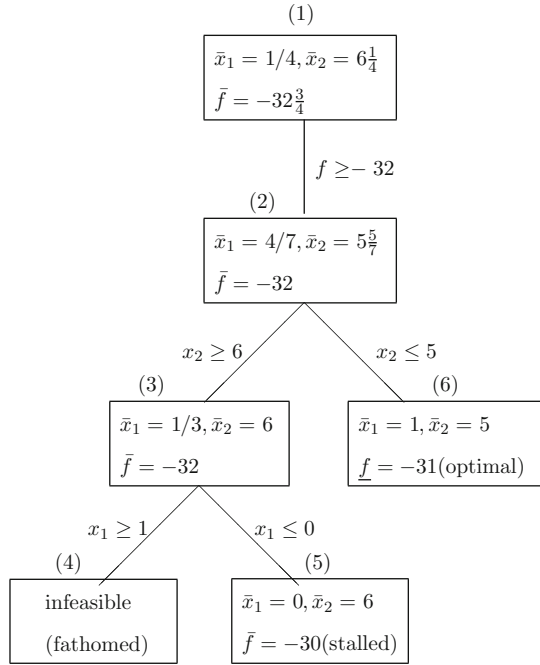 (1)
x̄₁ = 1/4, x̄₂ = 6¼
f̄ = −32¾
f ≥− 32
(2)
x̄₁ = 4/7, x̄₂ = 5 5/7
f̄ = −32
x₂ ≥ 6
x₂ ≤ 5
(3)
(6)
x̄₁ = 1/3, x̄₂ = 6
f̄ = −32
x̄₁ = 1, x̄₂ = 5
f̲ = −31(optimal)
x₁ ≥ 1
x₁ ≤ 0
(4)
(5)
infeasible
(fathomed)
x̄₁ = 0, x̄₂ = 6
f̄ = −30(stalled)